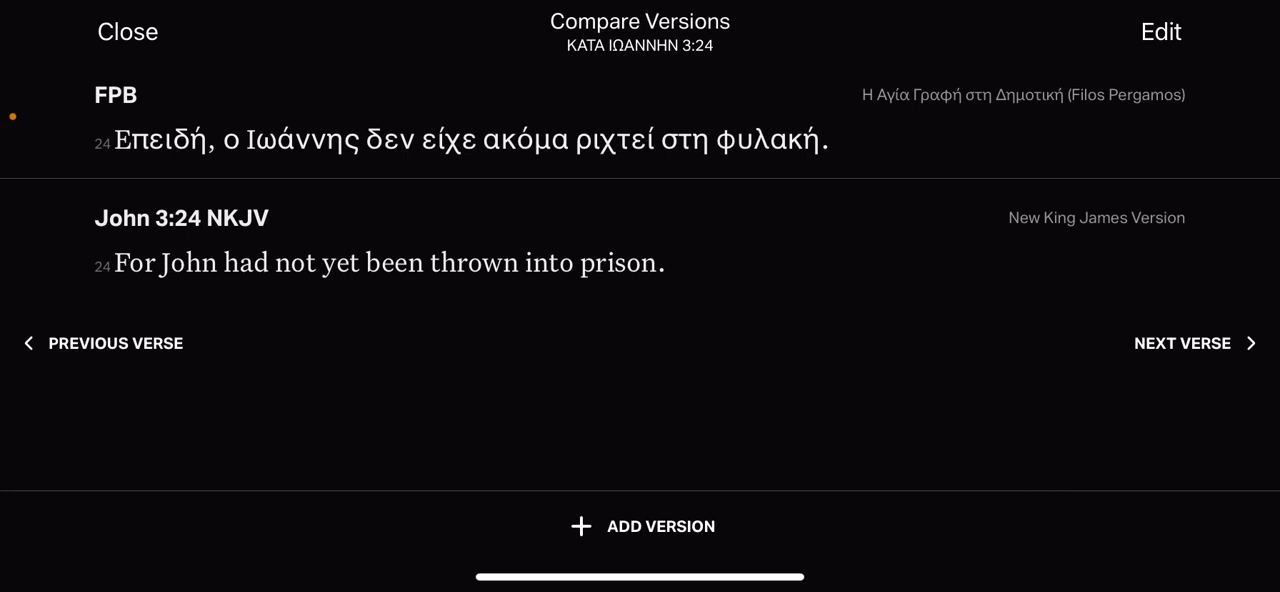 Close
Compare Versions
Edit
ΚΑΤΑ ΙΩΑΝΝΗΝ 3:24
FPB
Η Αγία Γραφή στη Δημοτική (Filos Pergamos)
24 Επειδή, ο Ιωάννης δεν είχε ακόμα ριχτεί στη φυλακή.
John 3:24 NKJV
New King James Version
24 For John had not yet been thrown into prison.
PREVIOUS VERSE
NEXT VERSE
ADD VERSION